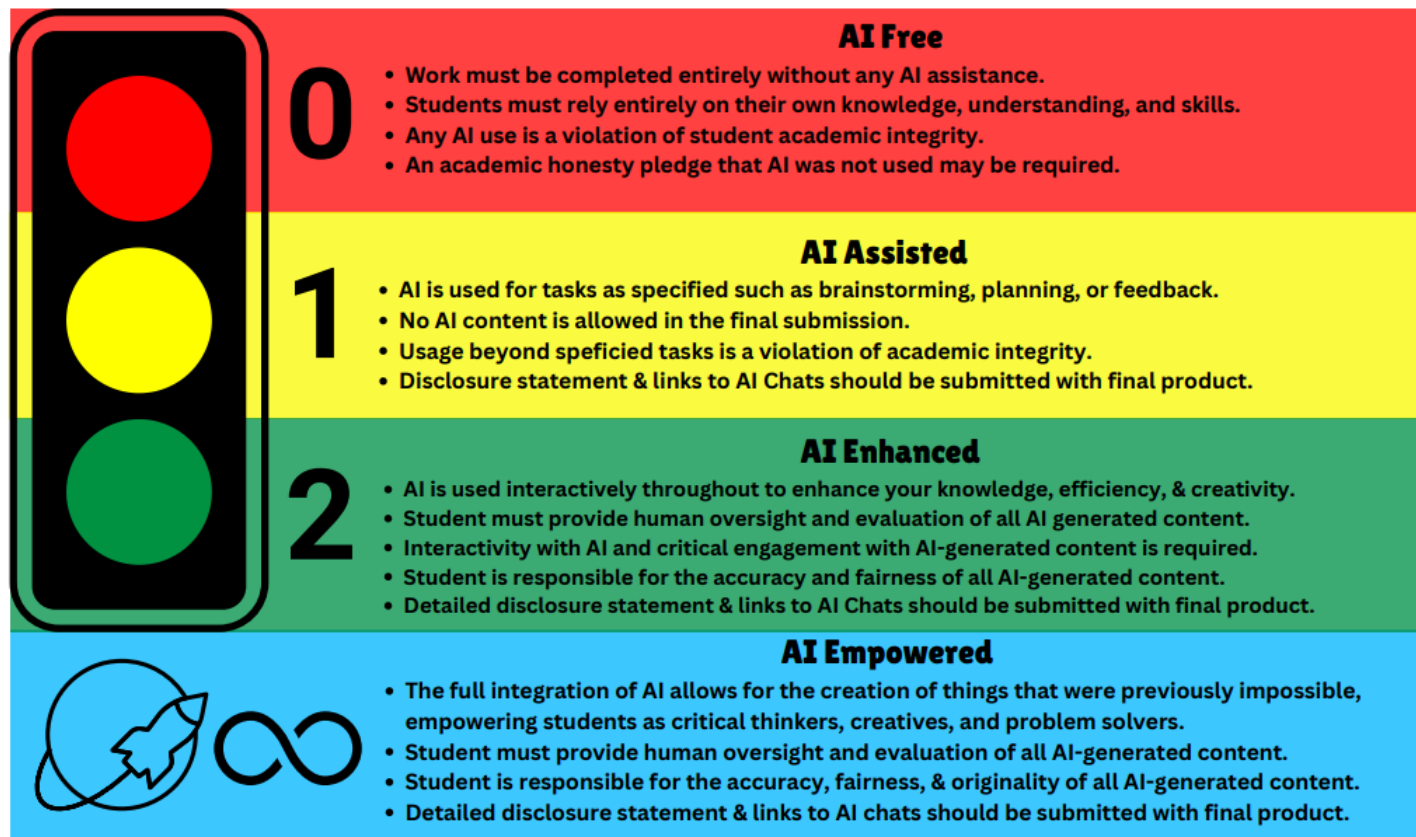 AI Free
0
• Work must be completed entirely without any AI assistance.
• Students must rely entirely on their own knowledge, understanding, and skills.
• Any AI use is a violation of student academic integrity.
• An academic honesty pledge that AI was not used may be required.
AI Assisted
1
• AI is used for tasks as specified such as brainstorming, planning, or feedback.
• No AI content is allowed in the final submission.
• Usage beyond speficied tasks is a violation of academic integrity.
• Disclosure statement & links to AI Chats should be submitted with final product.
AI Enhanced
2
• AI is used interactively throughout to enhance your knowledge, efficiency, & creativity.
• Student must provide human oversight and evaluation of all AI generated content.
• Interactivity with AI and critical engagement with AI-generated content is required.
• Student is responsible for the accuracy and fairness of all AI-generated content.
• Detailed disclosure statement & links to AI Chats should be submitted with final product.
AI Empowered
∞
• The full integration of AI allows for the creation of things that were previously impossible,
empowering students as critical thinkers, creatives, and problem solvers.
• Student must provide human oversight and evaluation of all AI-generated content.
• Student is responsible for the accuracy, fairness, & originality of all AI-generated content.
• Detailed disclosure statement & links to AI chats should be submitted with final product.